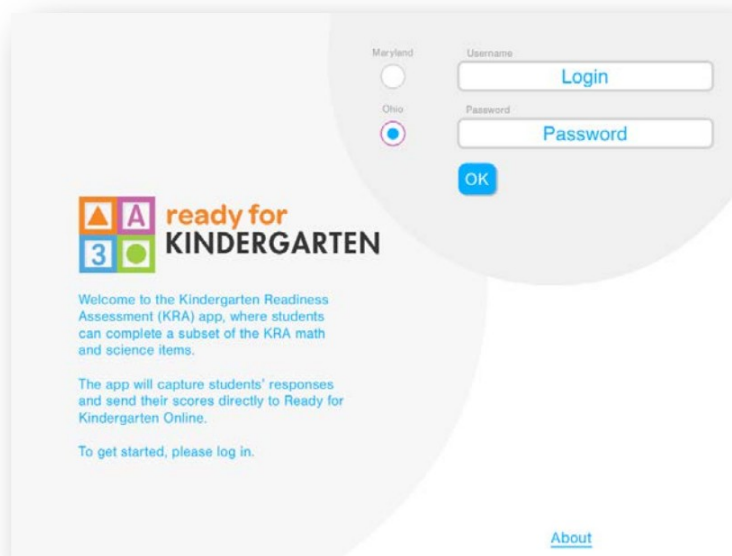 Maryland
Username
Login
Ohio
Password
Password
OK
A
3
ready for
KINDERGARTEN
Welcome to the Kindergarten Readiness
Assessment (KRA) app, where students
can complete a subset of the KRA math
and science items.
The app will capture students' responses
and send their scores directly to Ready for
Kindergarten Online.
To get started, please log in.
About